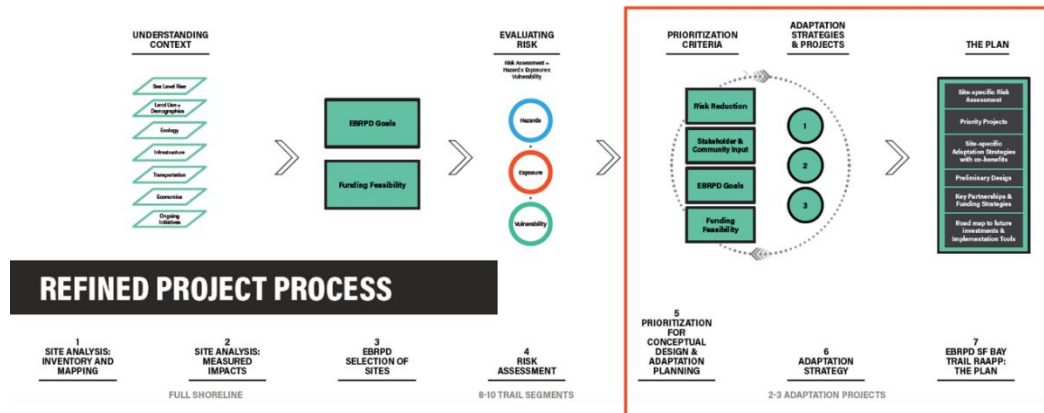 UNDERSTANDING
CONTEXT
Sea Level Rise
Land Use +
Demographics
Ecology
Infrastructure
Transportation
Economics
Ongoing
Initiatives
EBRPD Goals
Funding Feasibility
EVALUATING
RISK
Risk Assessment =
Hazards Exposures
Vulnerability
Hazards
Exposure
Vulnerability
PRIORITIZATION
CRITERIA
Risk Reduction
Stakeholder &
Community Input
EBRPD Goals
Funding
Feasibility
ADAPTATION
STRATEGIES
& PROJECTS
1
2
3
THE PLAN
Site-specific Risk
Assessment
Priority Projects
Site-specific
Adaptation Strategies
with co-benefits
Preliminary Design
Key Partnerships &
Funding Strategies
Road map to future
investments &
Implementation Tools
REFINED PROJECT PROCESS
1
SITE ANALYSIS:
INVENTORY AND
MAPPING
2
SITE ANALYSIS:
MEASURED
IMPACTS
FULL SHORELINE
3
EBRPD
SELECTION OF
SITES
4
RISK
ASSESSMENT
8-10 TRAIL SEGMENTS
5
PRIORITIZATION
FOR
CONCEPTUAL
DESIGN &
ADAPTATION
PLANNING
6
ADAPTATION
STRATEGY
2-3 ADAPTATION PROJECTS
7
EBRPD SF BAY
TRAIL RAAPP:
THE PLAN